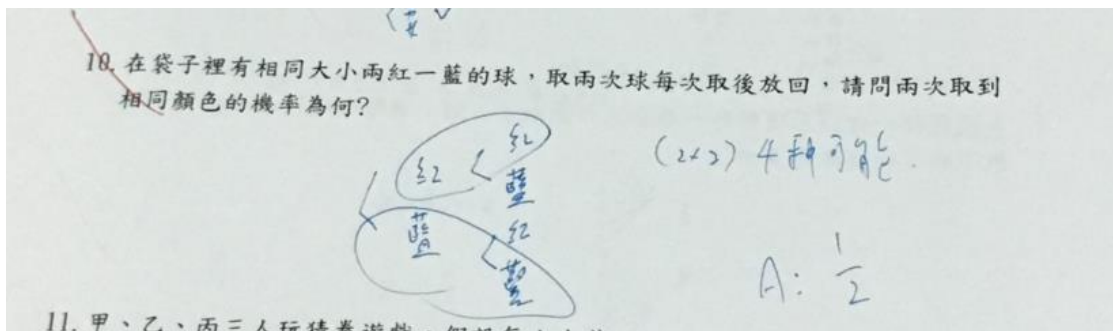 10. 在袋子裡有相同大小兩紅一藍的球，取兩次球每次取後放回，請問兩次取到
相同顏色的機率為何?
紅
紅
藍
藍
紅
藍
(2×2) 4種可能.
A: 1/2
11. 甲、乙、丙三人玩猜拳遊戲